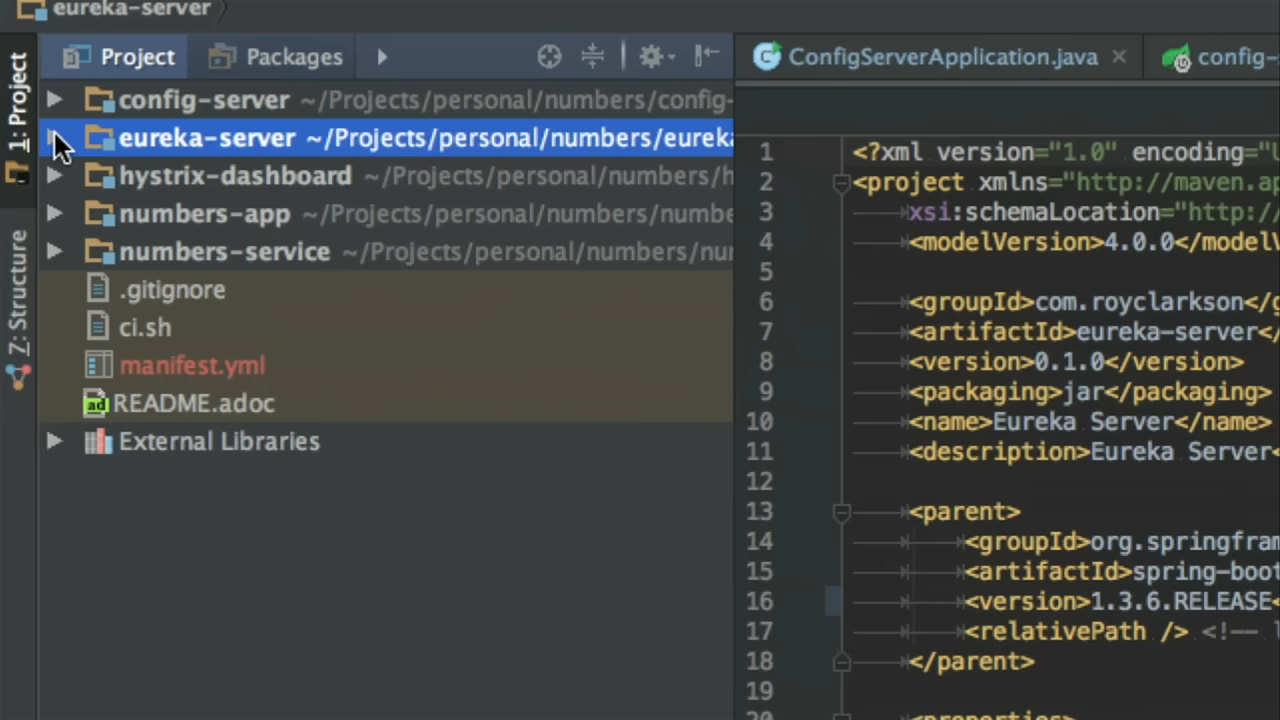 eureka-server
1: Project
Z: Structure
Project
Packages
config-server ~/Projects/personal/numbers/config-
eureka-server ~/Projects/personal/numbers/eureka
hystrix-dashboard ~/Projects/personal/numbers/h
numbers-app ~/Projects/personal/numbers/numbe
numbers-service ~/Projects/personal/numbers/nu
.gitignore
ci.sh
manifest.yml
ad README.adoc
External Libraries
ConfigServerApplication.java
config-
1 <?xml version="1.0" encoding="U
2 <project xmlns="http://maven.ap
3 xsi:schemaLocation="http:/
4 <modelVersion>4.0.0</modelV
5
6 <groupId>com.royclarkson</g
7 <artifactId>eureka-server</
8 <version>0.1.0</version>
9 <packaging>jar</packaging>
10 <name>Eureka Server</name>
11 <description>Eureka Server<
12
13 <parent>
14 <groupId>org.springfram
15 <artifactId>spring-boot
16 <version>1.3.6.RELEASE<
17 <relativePath /> <!--
18 </parent>
19
20 <properties>